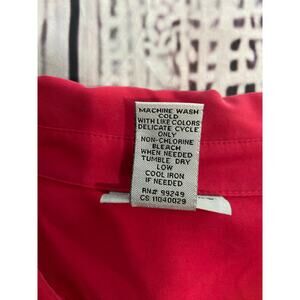 MACHINE WASH
COLD
WITH LIKE COLORS
DELICATE CYCLE
ONLY
NON-CHLORINE
BLEACH
WHEN NEEDED
TUMBLE DRY
LOW
COOL IRON
IF NEEDED
RN# 99249
CS 11040029